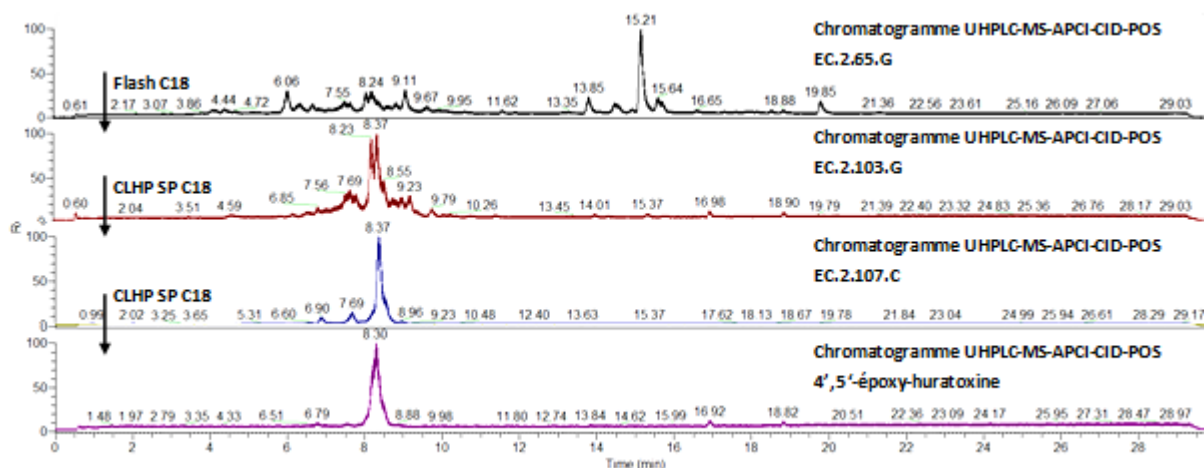 15.21
Chromatogramme UHPLC-MS-APCI-CID-POS
EC.2.65.G
100
50
0
Flash C18
0.61 2.17 3.07 3.86 4.44 4.72 6.06 7.55 8.24 9.11 9.67 9.95 11.62 13.35 13.85 15.64 16.65 18.88 19.85 21.36 22.56 23.61 25.16 26.09 27.06 29.03
Chromatogramme UHPLC-MS-APCI-CID-POS
EC.2.103.G
100
50
0
CLHP SP C18
0.60 2.04 3.51 4.59 6.85 7.56 7.69 8.23 8.37 8.55 9.23 9.79 10.26 13.45 14.01 15.37 16.98 18.90 19.79 21.39 22.40 23.32 24.83 25.36 26.76 28.17 29.03
Chromatogramme UHPLC-MS-APCI-CID-POS
EC.2.107.C
100
50
0
CLHP SP C18
0.99 2.02 3.25 3.65 5.31 6.60 6.90 7.69 8.37 8.96 9.23 10.48 12.40 13.63 15.37 17.62 18.13 18.67 19.78 21.84 23.04 24.99 25.94 26.61 28.29 29.17
Chromatogramme UHPLC-MS-APCI-CID-POS
4’,5‘-époxy-huratoxine
100
50
0
1.48 1.97 2.79 3.35 4.33 6.51 6.79 8.30 8.88 9.98 11.80 12.74 13.84 14.62 15.99 16.92 18.82 20.51 22.36 23.09 24.17 25.95 27.31 28.47 28.97
0 2 4 6 8 10 12 14 16 18 20 22 24 26 28
Time (min)